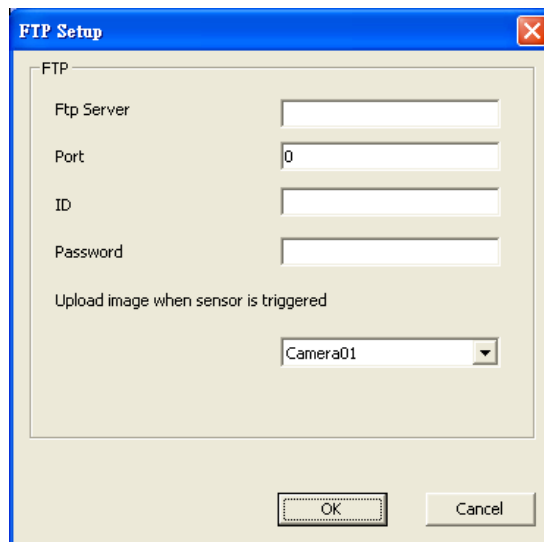 FTP Setup
FTP
Ftp Server
Port 0
ID
Password
Upload image when sensor is triggered
Camera01
OK Cancel